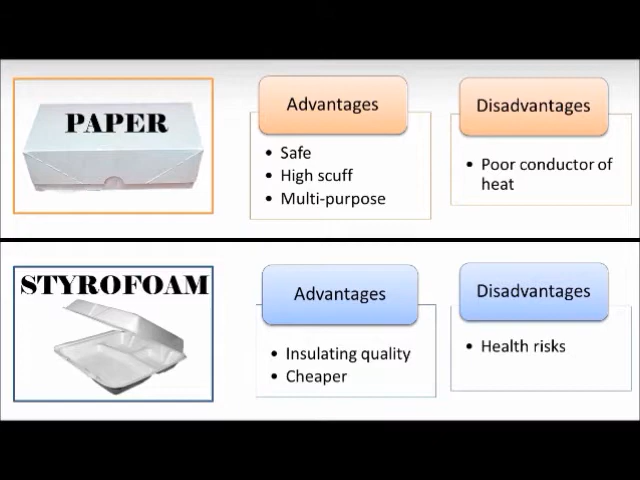 PAPER
Advantages
• Safe
• High scuff
• Multi-purpose
Disadvantages
• Poor conductor of
heat
STYROFOAM
Advantages
• Insulating quality
• Cheaper
Disadvantages
• Health risks